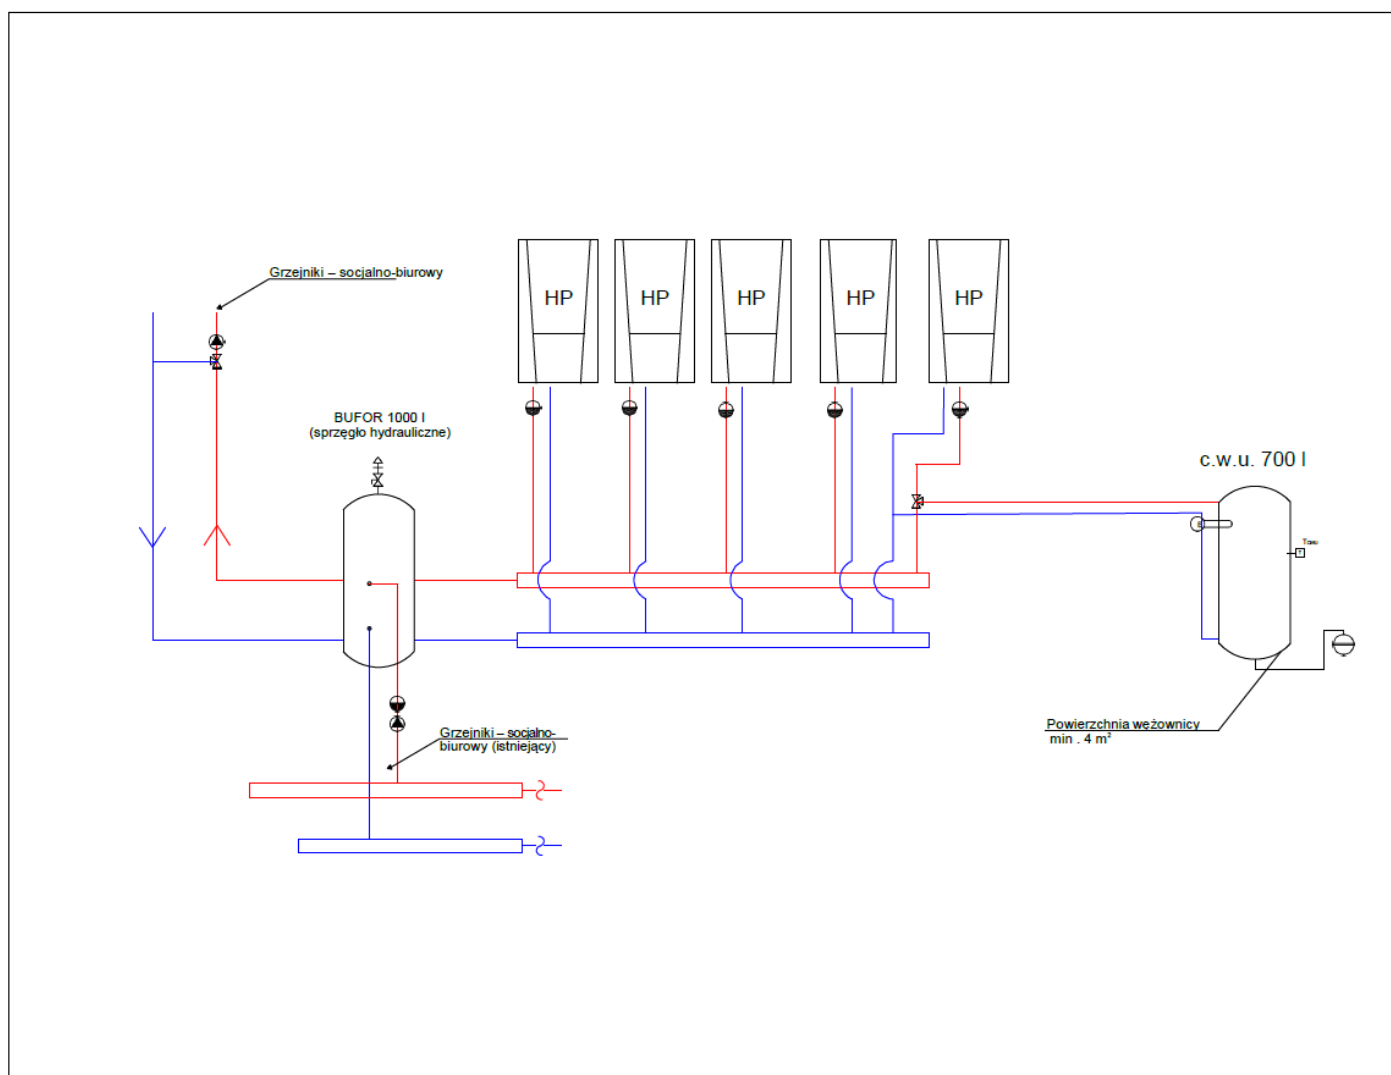 Grzejniki – socjalno-biurowy
HP HP HP HP HP
BUFOR 1000 l
(sprzęgło hydrauliczne)
c.w.u. 700 l
Grzejniki – socjalno-
biurowy (istniejący)
Powierzchnia wężownicy
min . 4 m²